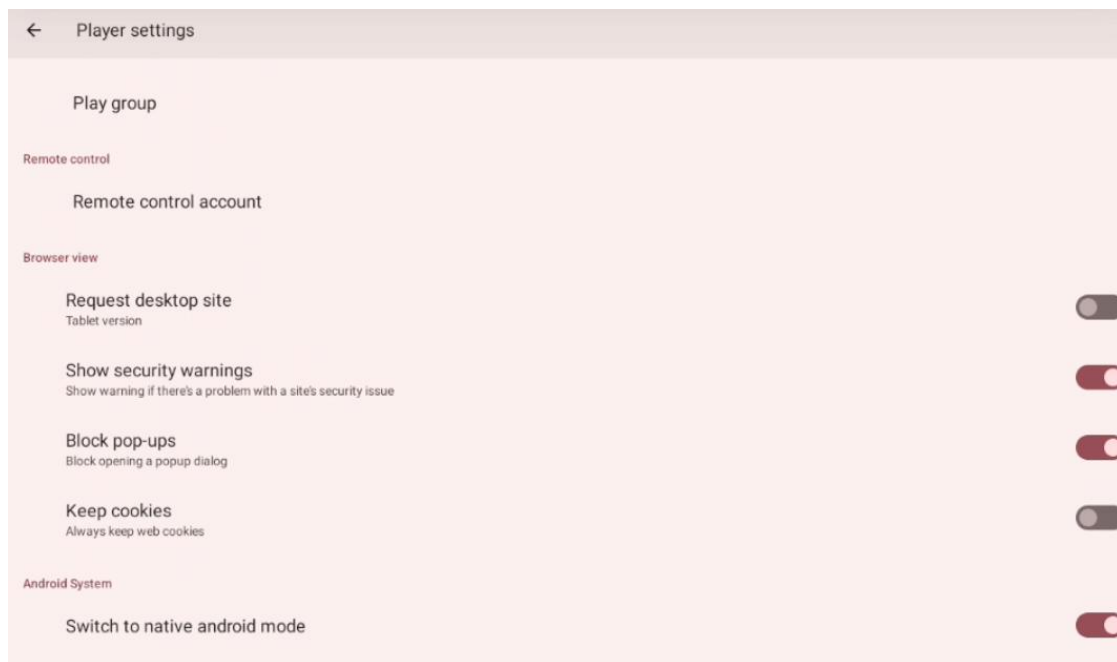 Player settings
Play group
Remote control
Remote control account
Browser view
Request desktop site
Tablet version
Show security warnings
Show warning if there's a problem with a site's security issue
Block pop-ups
Block opening a popup dialog
Keep cookies
Always keep web cookies
Android System
Switch to native android mode